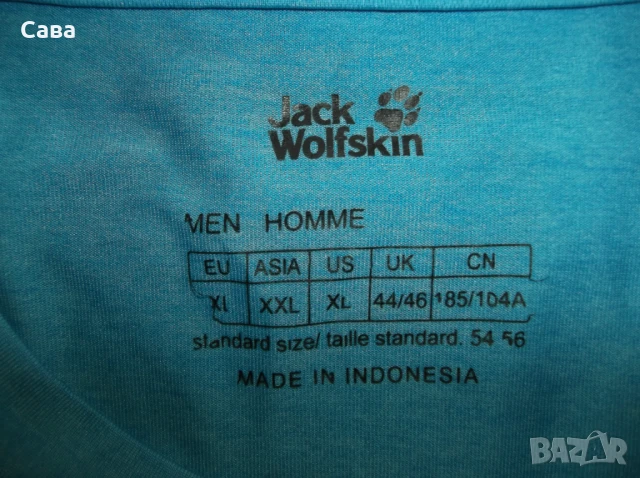 Сава
Jack
Wolfskin
MEN HOMME
EU ASIA US UK CN
XL XXL XL 44/46 185/104A
standard size/ taille standard. 54 56
MADE IN INDONESIA
BAZAR